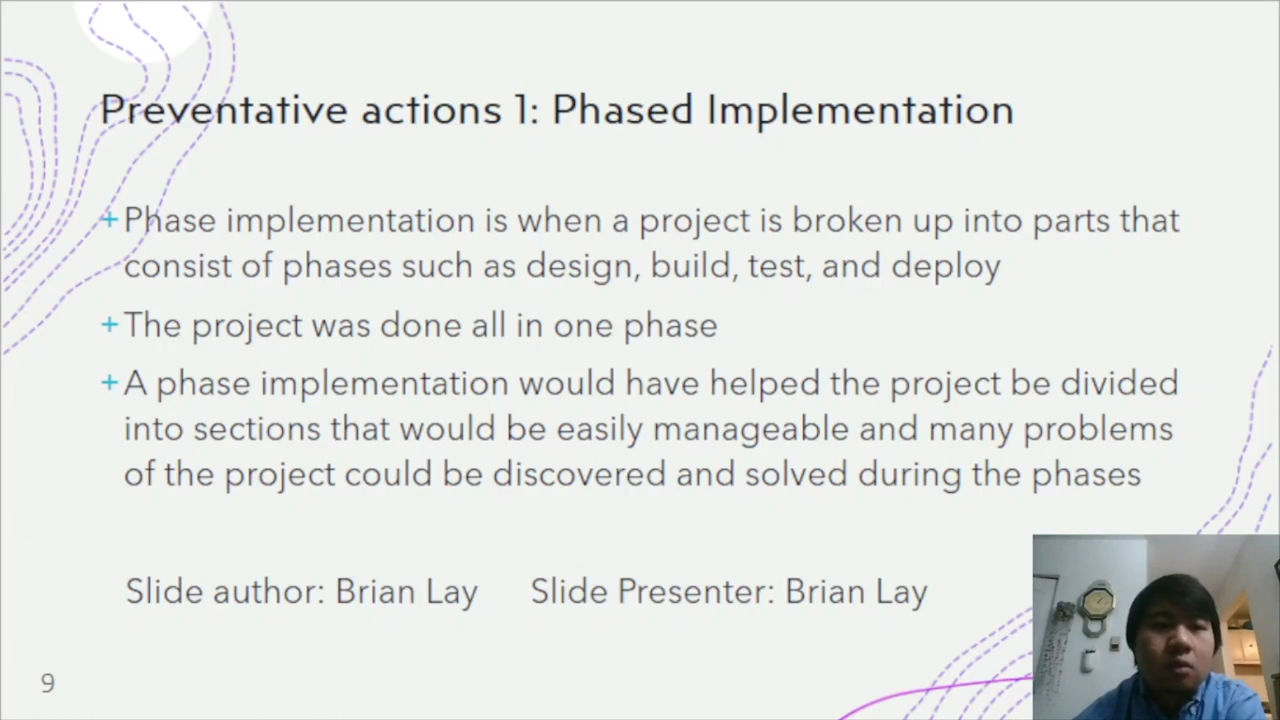 Preventative actions 1: Phased Implementation
+ Phase implementation is when a project is broken up into parts that
consist of phases such as design, build, test, and deploy
+ The project was done all in one phase
+ A phase implementation would have helped the project be divided
into sections that would be easily manageable and many problems
of the project could be discovered and solved during the phases
Slide author: Brian Lay Slide Presenter: Brian Lay
9